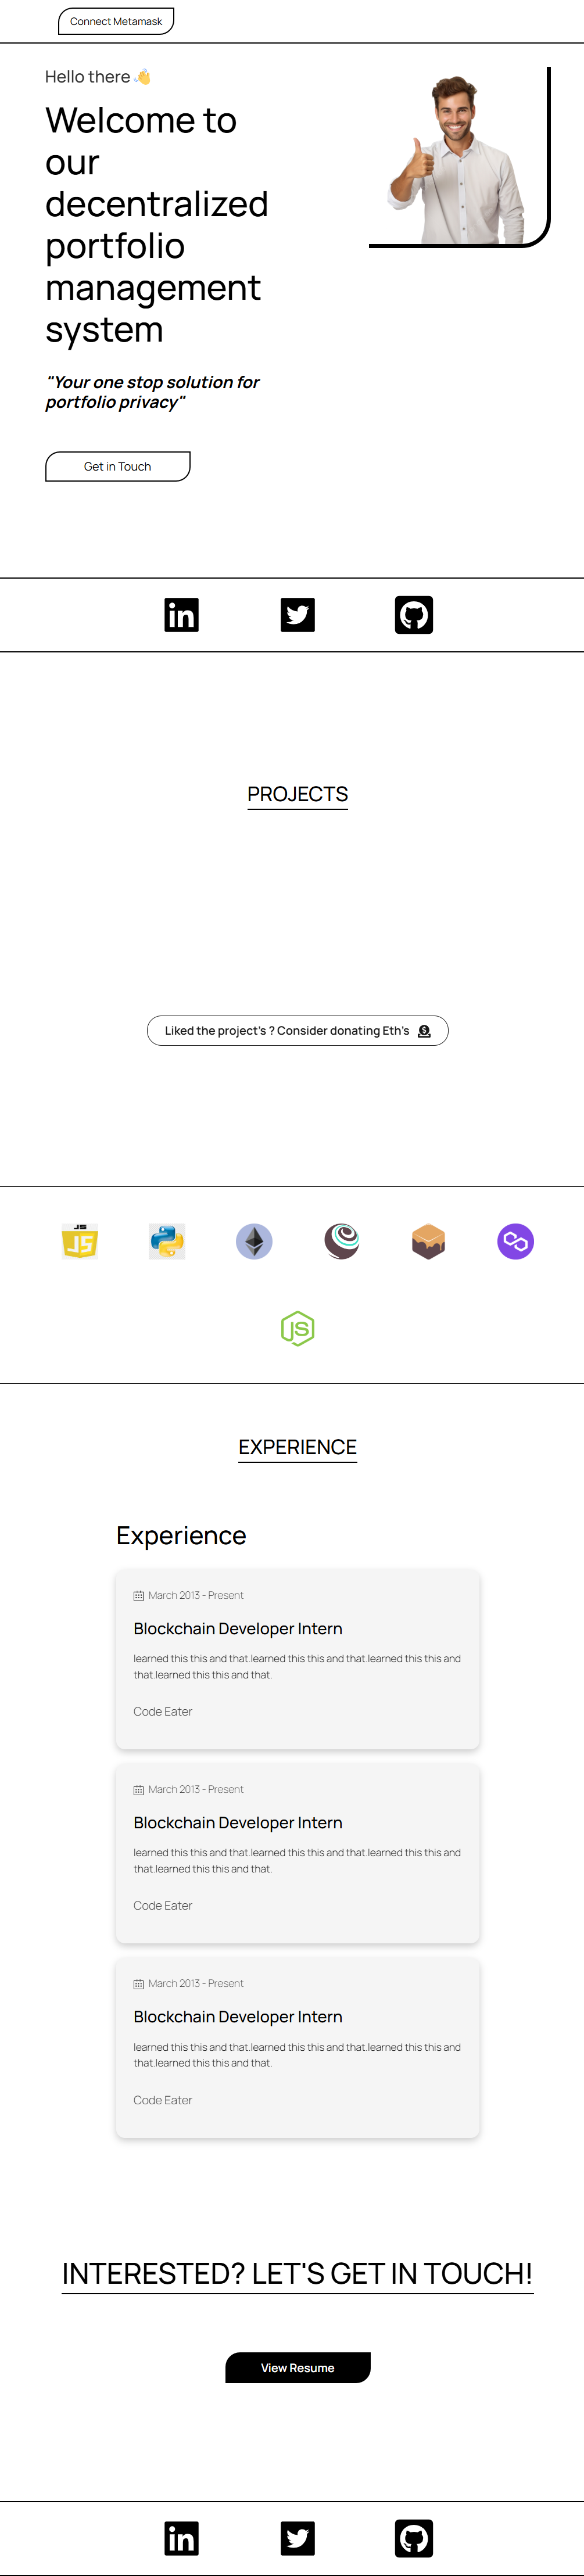 Connect Metamask
Hello there 👋
Welcome to
our
decentralized
portfolio
management
system
"Your one stop solution for
portfolio privacy"
Get in Touch
in
PROJECTS
Liked the project's ? Consider donating Eth's
JS
JS
JS
EXPERIENCE
Experience
March 2013 - Present
Blockchain Developer Intern
learned this this and that.learned this this and that.learned this this and
that.learned this this and that.
Code Eater
March 2013 - Present
Blockchain Developer Intern
learned this this and that.learned this this and that.learned this this and
that.learned this this and that.
Code Eater
March 2013 - Present
Blockchain Developer Intern
learned this this and that.learned this this and that.learned this this and
that.learned this this and that.
Code Eater
INTERESTED? LET'S GET IN TOUCH!
View Resume
in